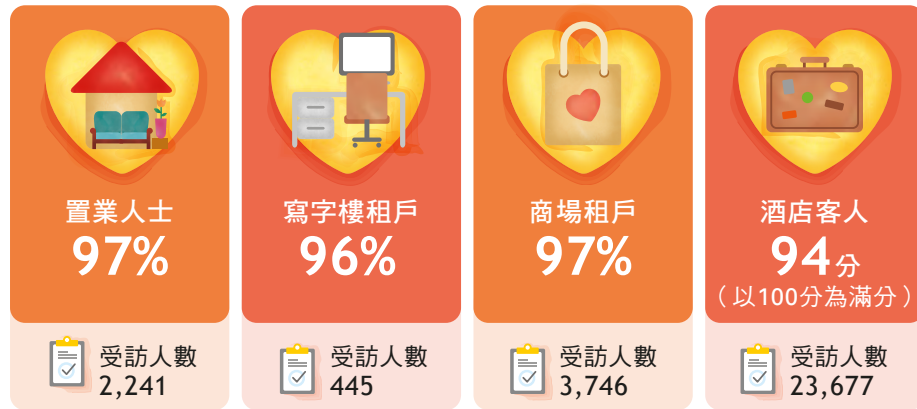 置業人士
97%
受訪人數
2,241
寫字樓租戶
96%
受訪人數
445
商場租戶
97%
受訪人數
3,746
酒店客人
94分
（以100分為滿分）
受訪人數
23,677